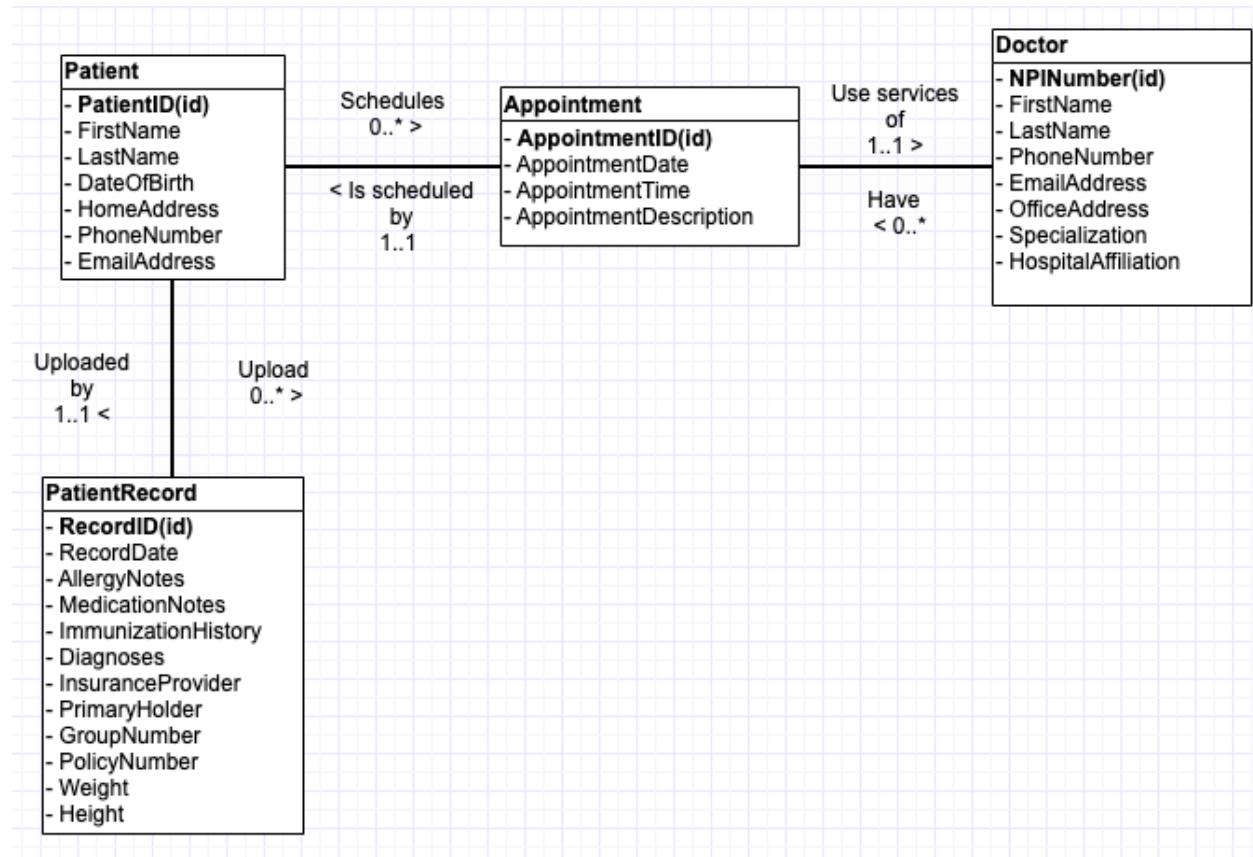 Patient
- PatientID(id)
- FirstName
- LastName
- DateOfBirth
- HomeAddress
- PhoneNumber
- EmailAddress
Schedules
0..* >
< Is scheduled
by
1..1
Appointment
- AppointmentID(id)
- AppointmentDate
- AppointmentTime
- AppointmentDescription
Use services
of
1..1 >
Have
< 0..*
Doctor
- NPINumber(id)
- FirstName
- LastName
- PhoneNumber
- EmailAddress
- OfficeAddress
- Specialization
- HospitalAffiliation
Uploaded
by
1..1 <
Upload
0..* >
PatientRecord
- RecordID(id)
- RecordDate
- AllergyNotes
- MedicationNotes
- ImmunizationHistory
- Diagnoses
- InsuranceProvider
- PrimaryHolder
- GroupNumber
- PolicyNumber
- Weight
- Height